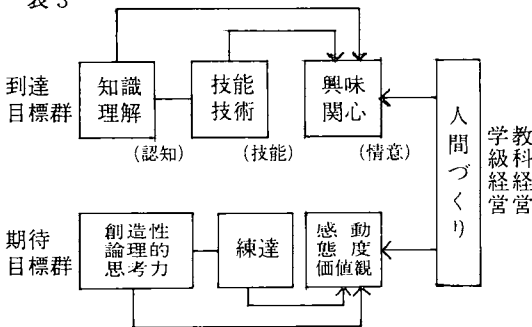 表3
到達
目標群
知識
理解
技能
技術
興味
関心
(認知)
(技能)
(情意)
期待
目標群
創造性
論理的
思考力
練達
感動
態度
価値観
人間づくり
教科経営
学級経営